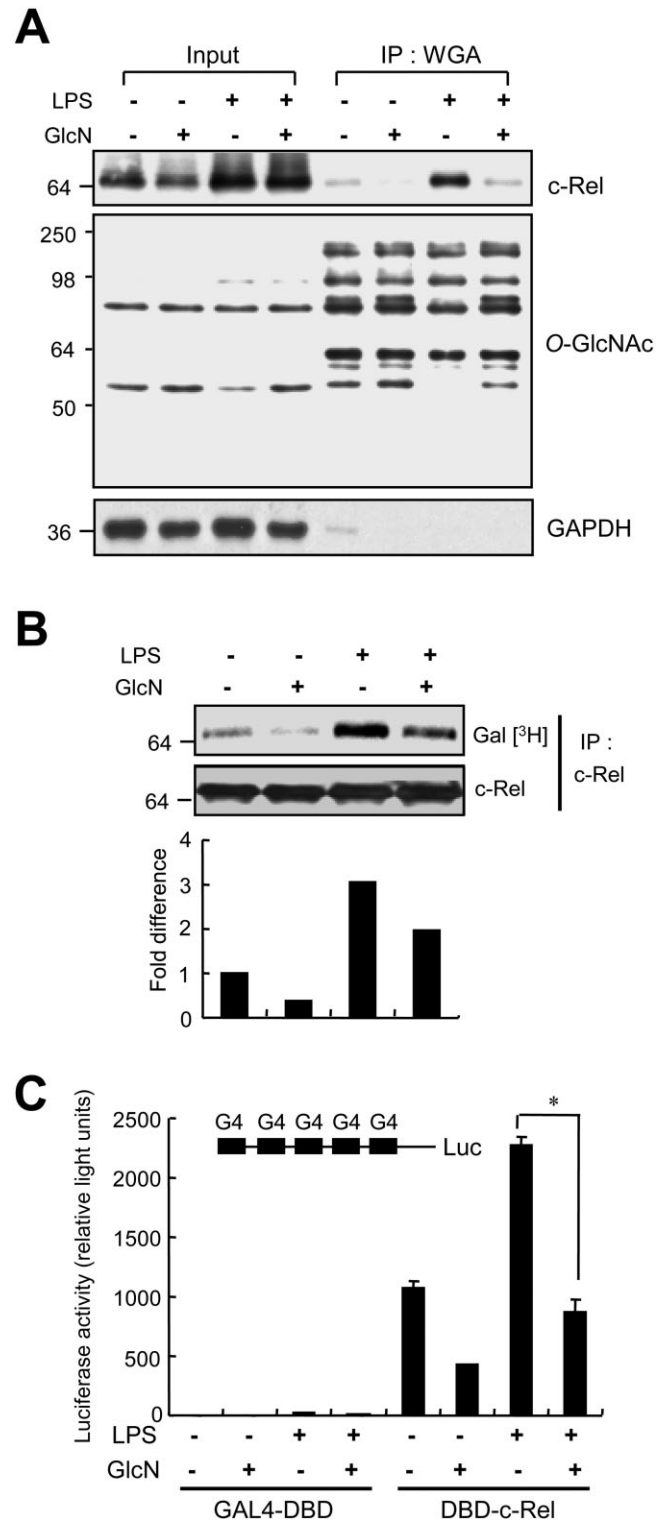 A
Input IP : WGA
LPS - - + + - - + +
GlcN - + - + - + - +
64 c-Rel
250
98
64 O-GlcNAc
50
36 GAPDH
B
LPS - - + +
GlcN - + - +
64 Gal [³H] IP :
64 c-Rel c-Rel
4
3
2
1
0
Fold difference
C
2500
2000
1500
1000
500
0
Luciferase activity (relative light units)
G4 G4 G4 G4 G4
Luc
*
LPS - - + + - - + +
GlcN - + - + - + - +
GAL4-DBD DBD-c-Rel